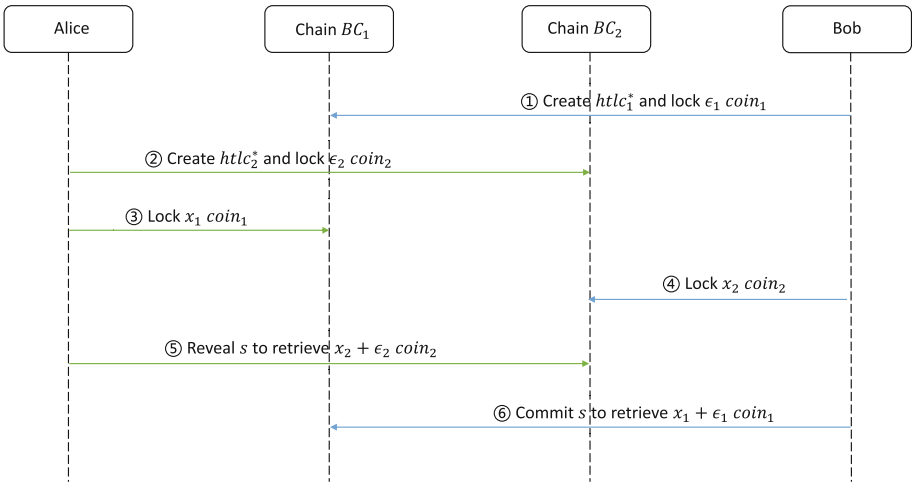 Alice
Chain BC₁
Chain BC₂
Bob
① Create htlc₁* and lock ϵ₁ coin₁
② Create htlc₂* and lock ϵ₂ coin₂
③ Lock x₁ coin₁
④ Lock x₂ coin₂
⑤ Reveal s to retrieve x₂ + ϵ₂ coin₂
⑥ Commit s to retrieve x₁ + ϵ₁ coin₁